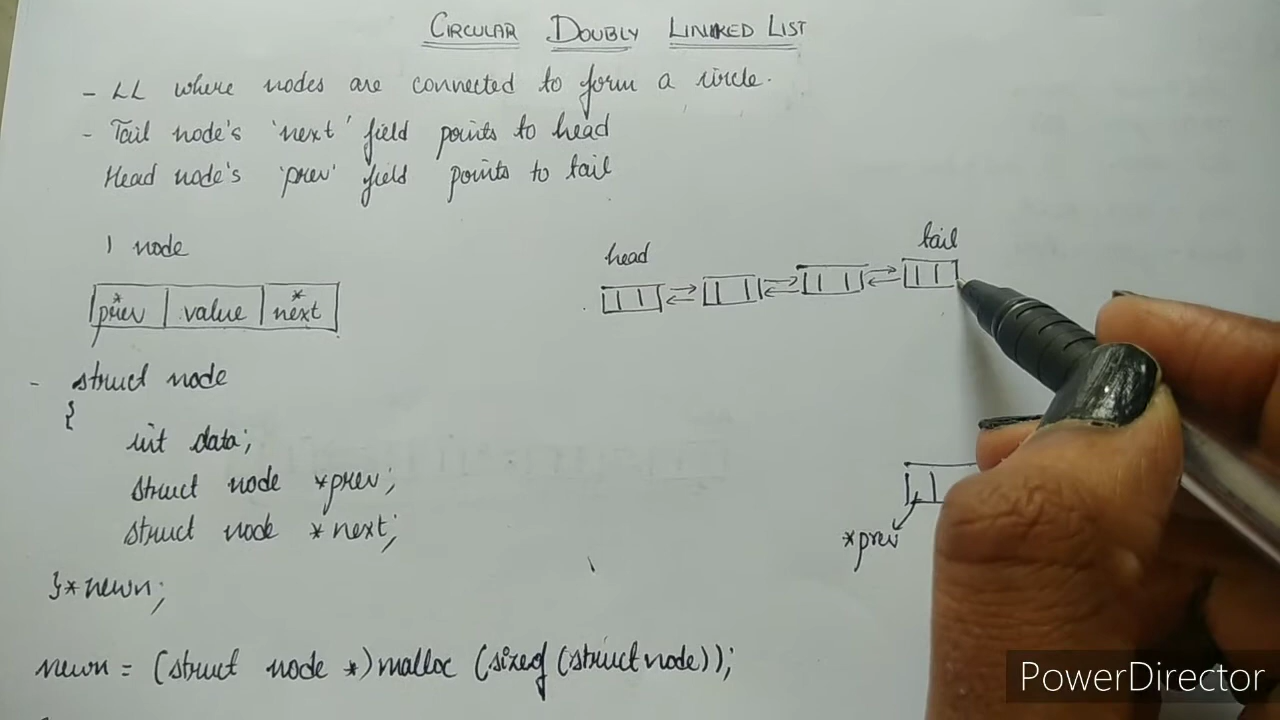 CIRCULAR DOUBLY LINKED LIST
- LL where nodes are connected to form a circle.
- Tail node's 'next' field points to head
Head node's 'prev' field points to tail
1 node
*prev value *next
head
tail
- struct node
{
int data;
struct node *prev;
struct node *next;
}*newn;
*prev
newn = (struct node *)malloc (sizeof (struct node));
PowerDirector